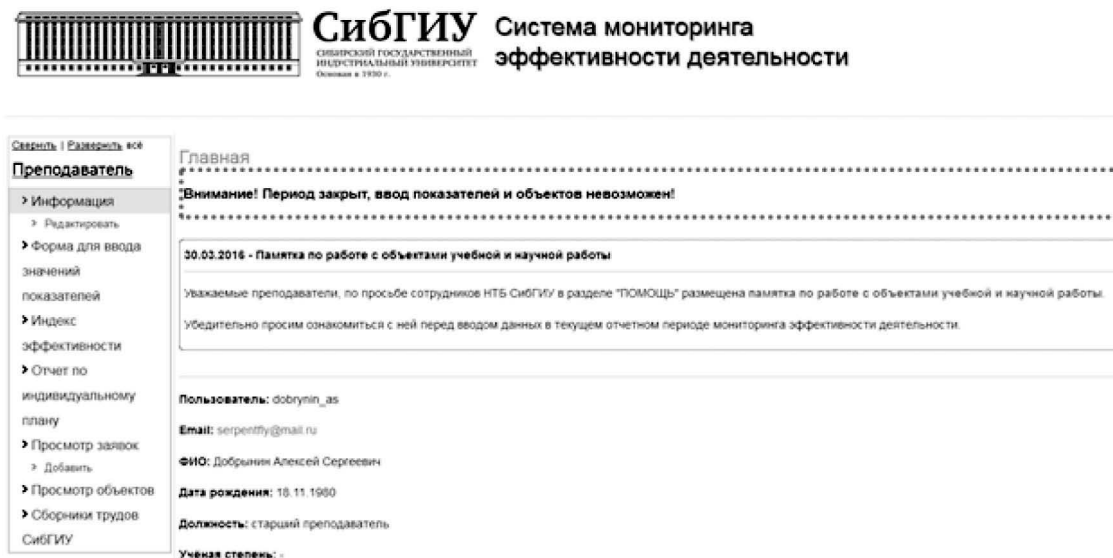 СибГИУ
СИБИРСКИЙ ГОСУДАРСТВЕННЫЙ
ИНДУСТРИАЛЬНЫЙ УНИВЕРСИТЕТ
Основан в 1930 г.
Система мониторинга
эффективности деятельности
Свернуть | Развернуть всё
Преподаватель
Информация
Редактировать
Форма для ввода
значений
показателей
Индекс
эффективности
Отчет по
индивидуальному
плану
Просмотр заявок
Добавить
Просмотр объектов
Сборники трудов
СибГИУ
Главная
Внимание! Период закрыт, ввод показателей и объектов невозможен!
30.03.2016 - Памятка по работе с объектами учебной и научной работы
Уважаемые преподаватели, по просьбе сотрудников НТБ СибГИУ в разделе "ПОМОЩЬ" размещена памятка по работе с объектами учебной и научной работы.
Убедительно просим ознакомиться с ней перед вводом данных в текущем отчетном периоде мониторинга эффективности деятельности.
Пользователь: dobrynin_as
Email: serpentfly@mail.ru
ФИО: Добрынин Алексей Сергеевич
Дата рождения: 18.11.1980
Должность: старший преподаватель
Ученая степень: -